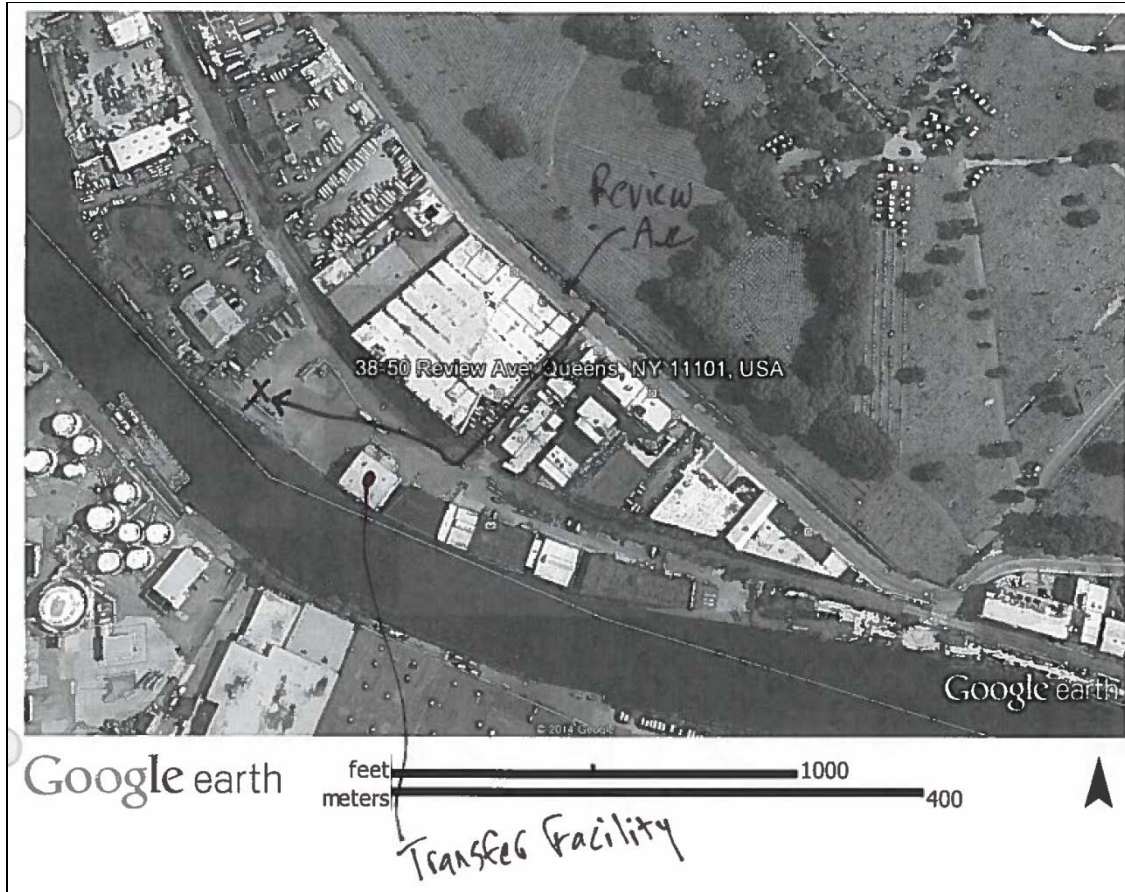 Review
Ave
38-50 Review Ave, Queens, NY 11101, USA
Google earth
© 2014 Google
Google earth
feet
1000
meters
400
Transfer Facility